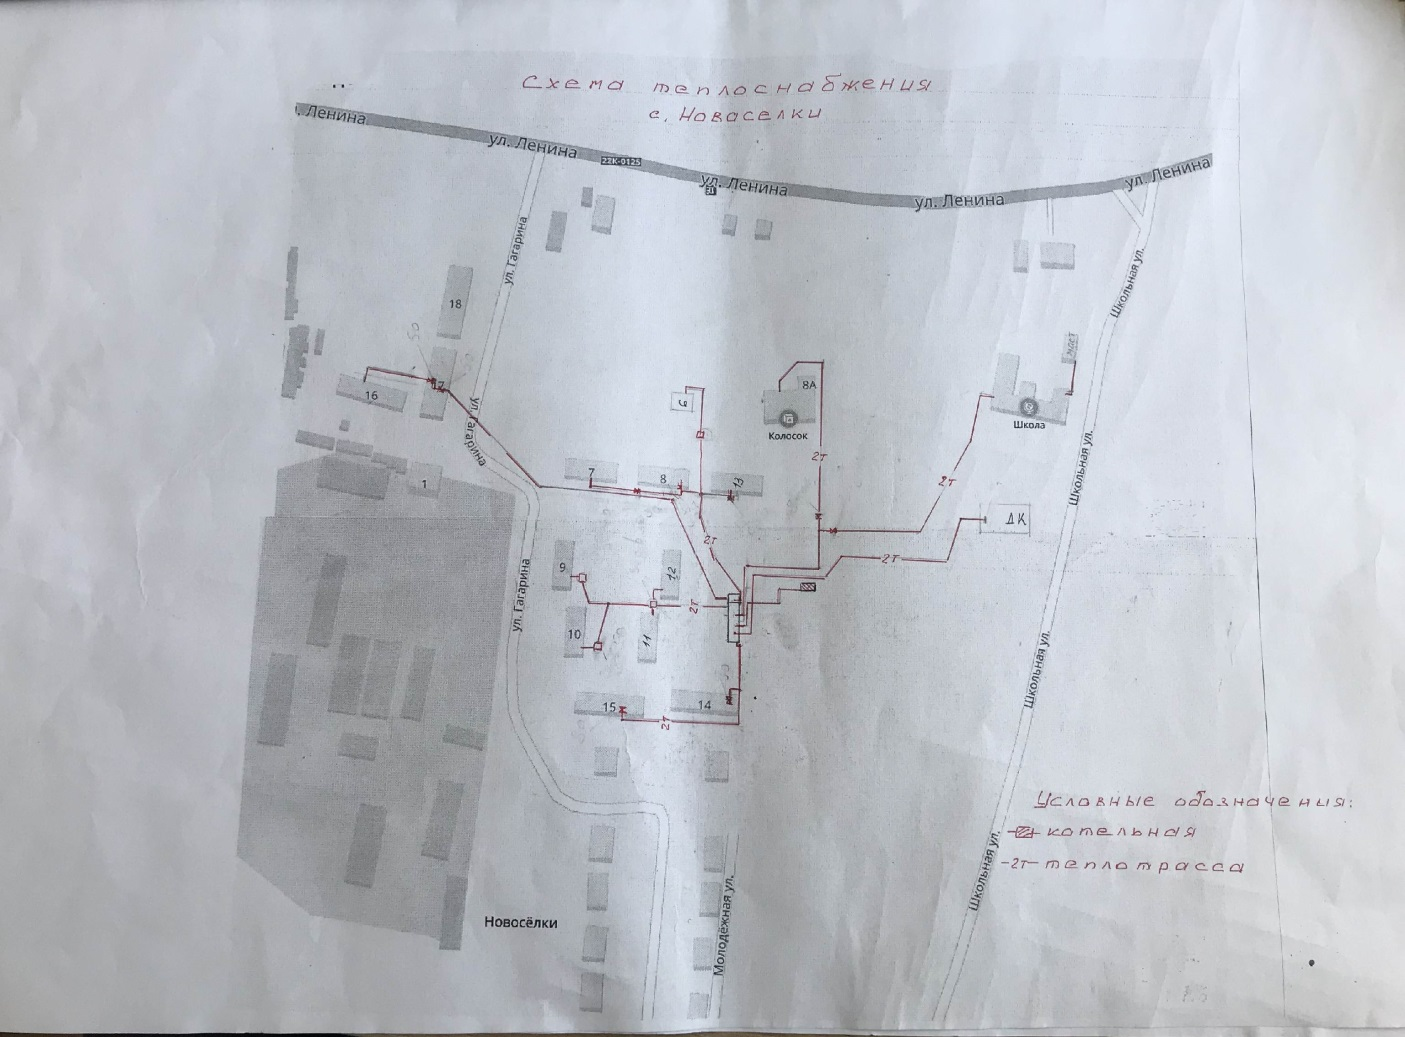 Схема теплоснабжения
с. Новоселки
. Ленина
ул. Ленина
22К-0125
ул. Ленина
ул. Ленина
ул. Ленина
ул. Гагарина
Школьная ул.
18
17
16
6
8А
Колосок
Школа
ул. Гагарина
1
7
8
13
2т
2т
Школьная ул.
ДК
2т
2т
9
12
2т
10
11
ул. Гагарина
Школьная ул.
15
14
2т
Условные обозначения:
котельная
-2т- теплотрасса
Школьная ул.
Новосёлки
Молодёжная ул.